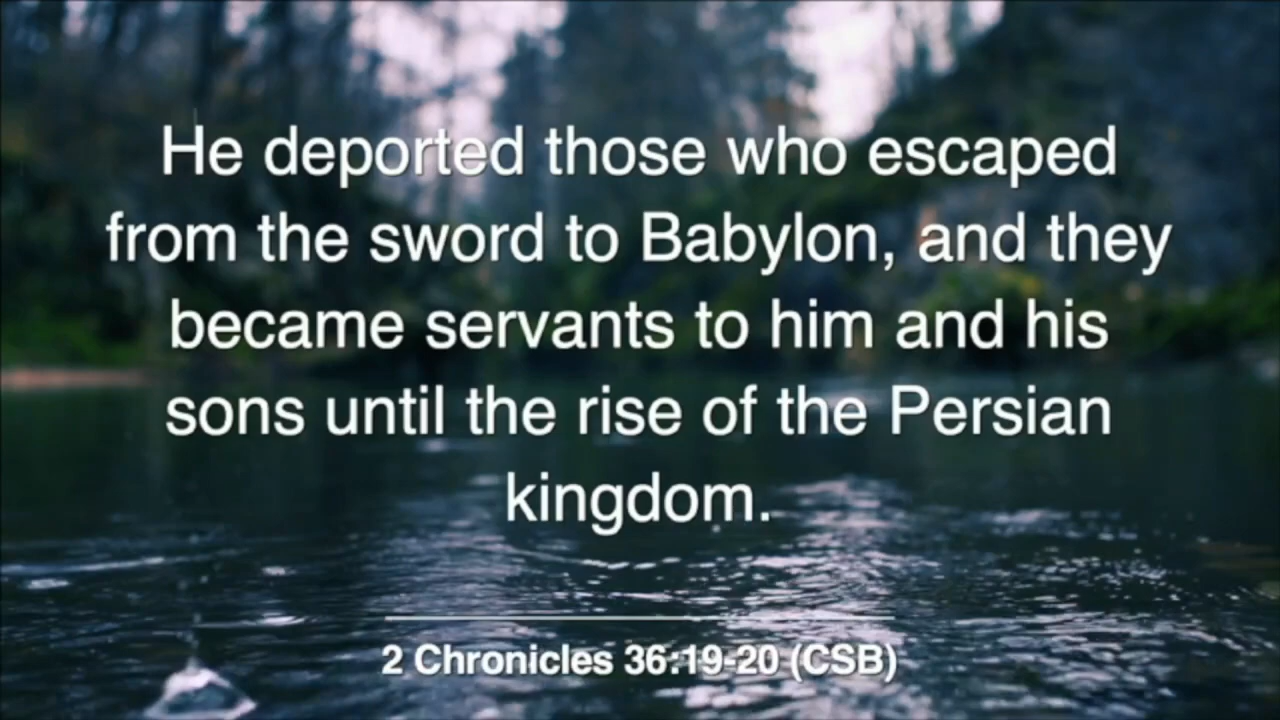 He deported those who escaped
from the sword to Babylon, and they
became servants to him and his
sons until the rise of the Persian
kingdom.
2 Chronicles 36:19-20 (CSB)